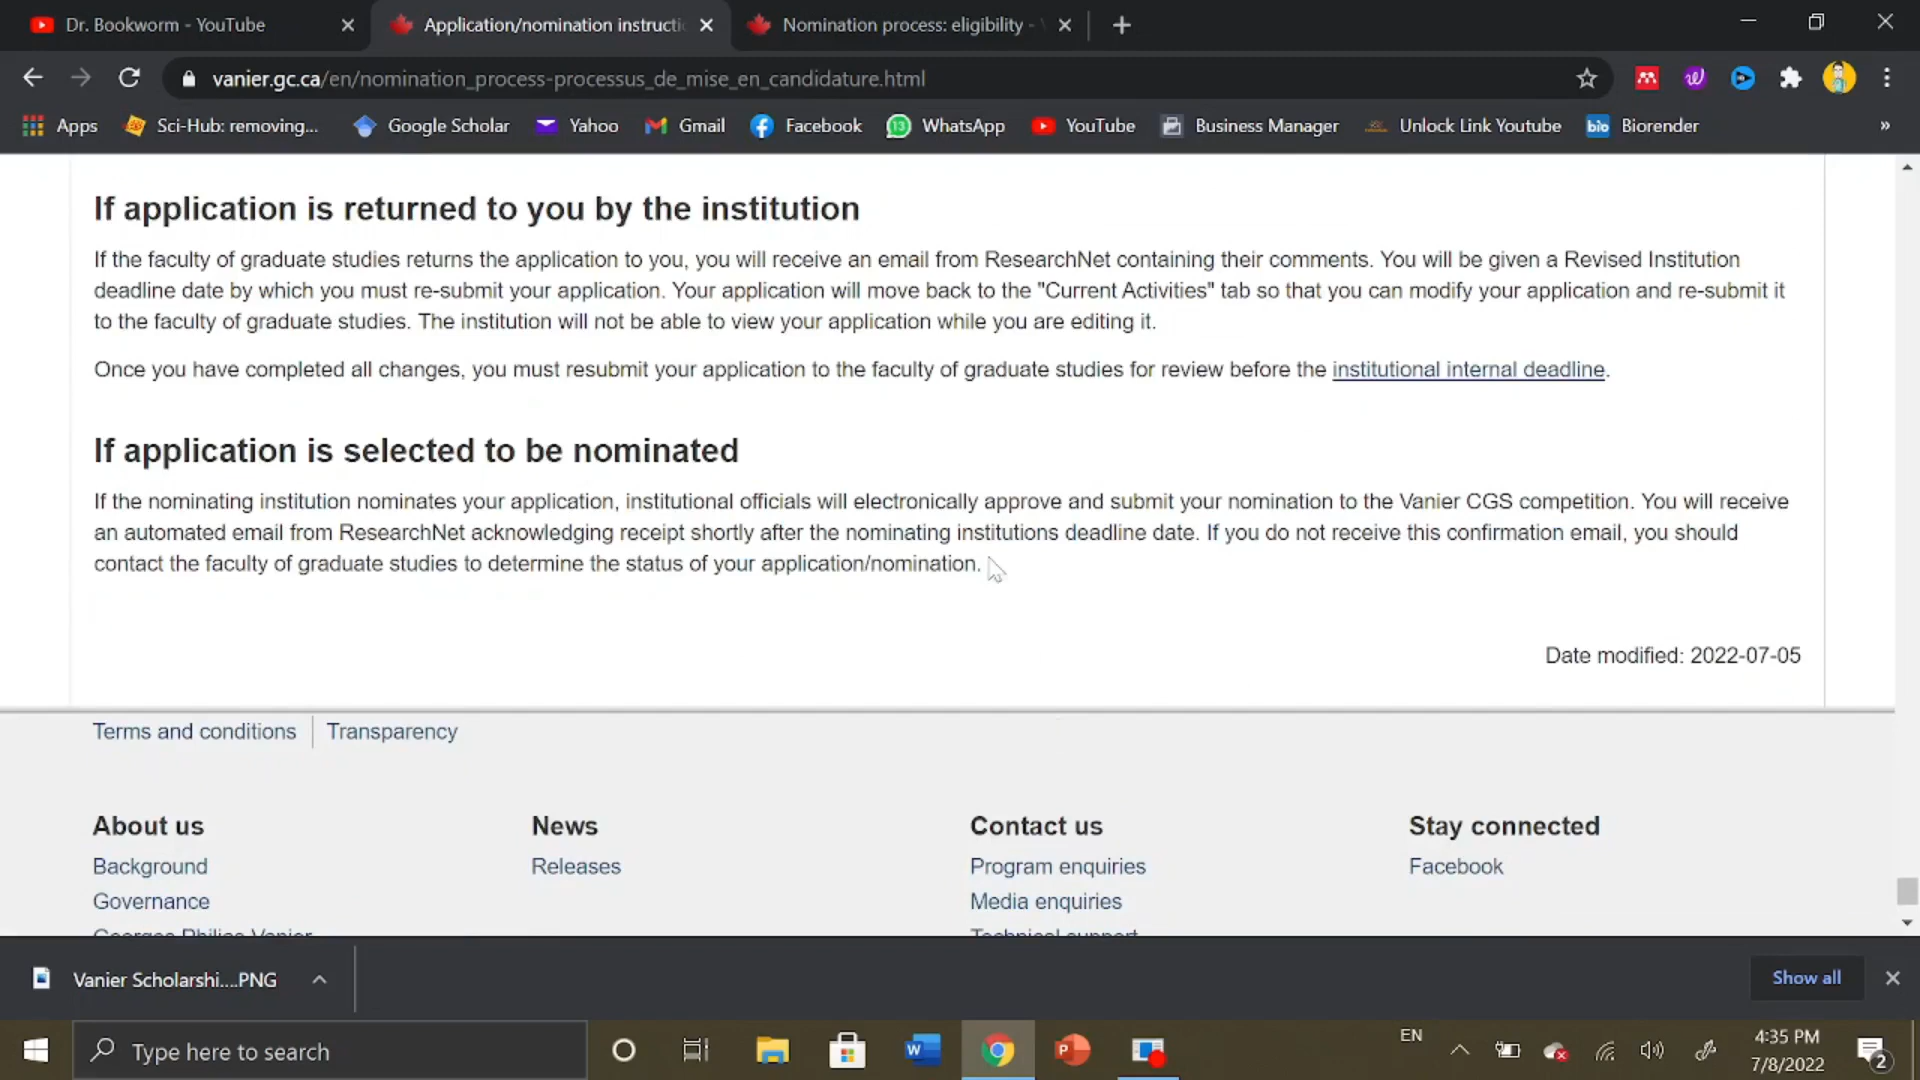 Dr. Bookworm - YouTube
Application/nomination instructi
Nomination process: eligibility -
vanier.gc.ca/en/nomination_process-processus_de_mise_en_candidature.html
Apps
Sci-Hub: removing...
Google Scholar
Yahoo
Gmail
Facebook
13
WhatsApp
YouTube
Business Manager
Unlock Link Youtube
bio
Biorender
»
If application is returned to you by the institution
If the faculty of graduate studies returns the application to you, you will receive an email from ResearchNet containing their comments. You will be given a Revised Institution
deadline date by which you must re-submit your application. Your application will move back to the "Current Activities" tab so that you can modify your application and re-submit it
to the faculty of graduate studies. The institution will not be able to view your application while you are editing it.
Once you have completed all changes, you must resubmit your application to the faculty of graduate studies for review before the institutional internal deadline.
If application is selected to be nominated
If the nominating institution nominates your application, institutional officials will electronically approve and submit your nomination to the Vanier CGS competition. You will receive
an automated email from ResearchNet acknowledging receipt shortly after the nominating institutions deadline date. If you do not receive this confirmation email, you should
contact the faculty of graduate studies to determine the status of your application/nomination.
Date modified: 2022-07-05
Terms and conditions
Transparency
About us
News
Contact us
Stay connected
Background
Releases
Program enquiries
Facebook
Governance
Media enquiries
Georges Philias Vanier
Technical support
Vanier Scholarshi....PNG
Show all
Type here to search
W
P
EN
4:35 PM
7/8/2022
2